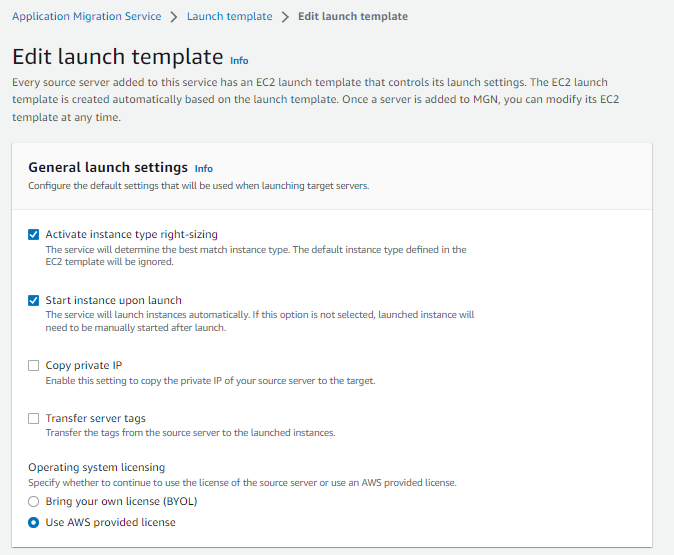 Application Migration Service > Launch template > Edit launch template
Edit launch template Info
Every source server added to this service has an EC2 launch template that controls its launch settings. The EC2 launch
template is created automatically based on the launch template. Once a server is added to MGN, you can modify its EC2
template at any time.
General launch settings Info
Configure the default settings that will be used when launching target servers.
Activate instance type right-sizing
The service will determine the best match instance type. The default instance type defined in the
EC2 template will be ignored.
Start instance upon launch
The service will launch instances automatically. If this option is not selected, launched instance will
need to be manually started after launch.
Copy private IP
Enable this setting to copy the private IP of your source server to the target.
Transfer server tags
Transfer the tags from the source server to the launched instances.
Operating system licensing
Specify whether to continue to use the license of the source server or use an AWS provided license.
Bring your own license (BYOL)
Use AWS provided license